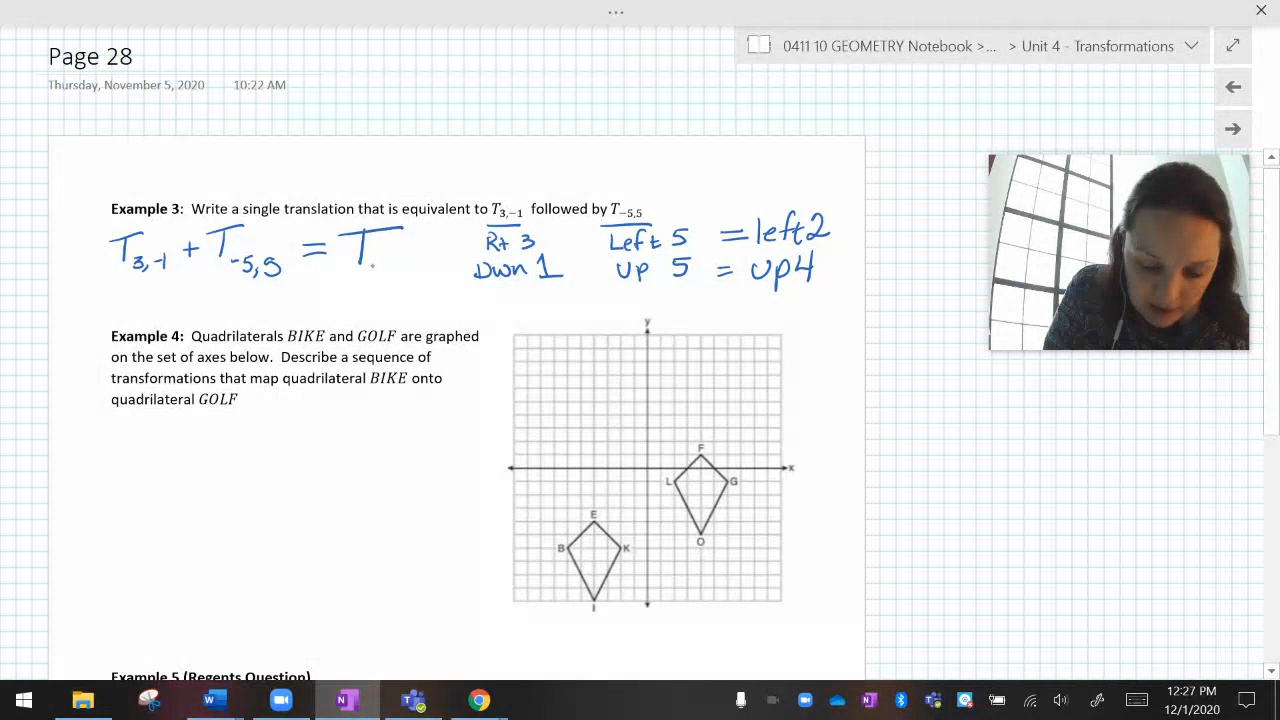 ...
0411 10 GEOMETRY Notebook >... > Unit 4 - Transformations
Page 28
Thursday, November 5, 2020 10:22 AM
Example 3: Write a single translation that is equivalent to T3,−1 followed by T−5,5
T3,-1 + T-5,5 = T
Rt 3 Left 5 = left 2
Dwn 1 up 5 = up 4
Example 4: Quadrilaterals BIKE and GOLF are graphed
on the set of axes below. Describe a sequence of
transformations that map quadrilateral BIKE onto
quadrilateral GOLF
y
F
x
L G
E
O
B K
I
Example 5 (Regents Question)
12:27 PM
12/1/2020